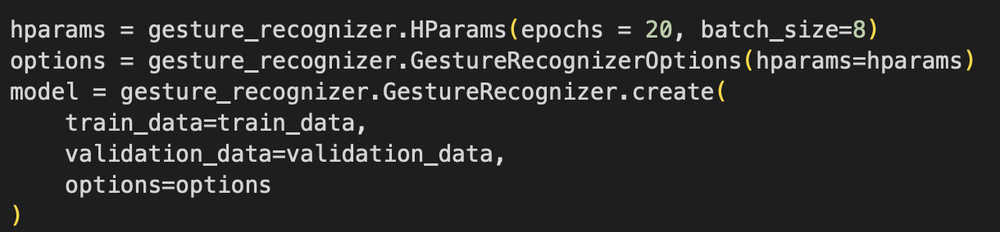 hparams = gesture_recognizer.HParams(epochs = 20, batch_size=8)
options = gesture_recognizer.GestureRecognizerOptions(hparams=hparams)
model = gesture_recognizer.GestureRecognizer.create(
    train_data=train_data,
    validation_data=validation_data,
    options=options
)